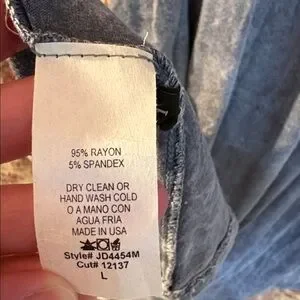 95% RAYON
5% SPANDEX
DRY CLEAN OR
HAND WASH COLD
O A MANO CON
AGUA FRIA
MADE IN USA
Style# JD4454M
Cut# 12137
L